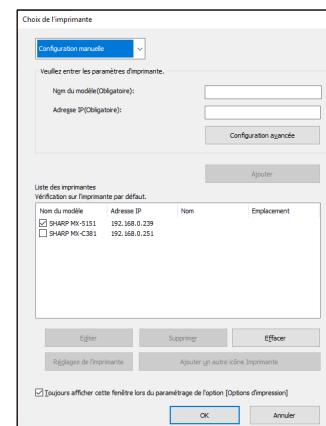 Choix de l'imprimante
Configuration manuelle
Veuillez entrer les paramètres d'imprimante.
Nom du modèle(Obligatoire):
Adresse IP(Obligatoire):
Configuration avancée
Ajouter
Liste des imprimantes
Vérification sur l'imprimante par défaut.
Nom du modèle Adresse IP Nom Emplacement
SHARP MX-5151 192.168.0.239
SHARP MX-C381 192.168.0.251
Editer Supprimer Effacer
Réglages de l'imprimante Ajouter un autre icône Imprimante
Toujours afficher cette fenêtre lors du paramétrage de l'option [Options d'impression]
OK Annuler